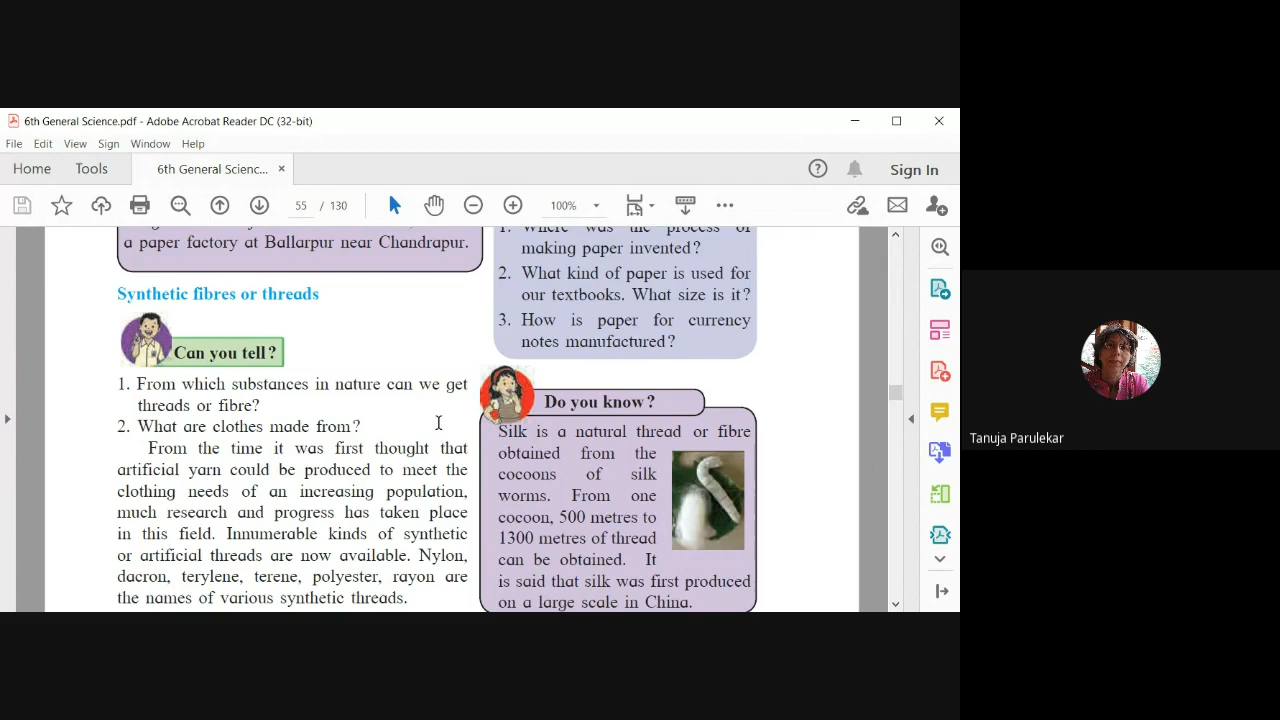 6th General Science.pdf - Adobe Acrobat Reader DC (32-bit)
File Edit View Sign Window Help
Home Tools 6th General Scienc... ×
Sign In
55 / 130 100%
a paper factory at Ballarpur near Chandrapur.
Synthetic fibres or threads
Can you tell ?
1. From which substances in nature can we get
threads or fibre?
2. What are clothes made from ?
From the time it was first thought that
artificial yarn could be produced to meet the
clothing needs of an increasing population,
much research and progress has taken place
in this field. Innumerable kinds of synthetic
or artificial threads are now available. Nylon,
dacron, terylene, terene, polyester, rayon are
the names of various synthetic threads.
1. Where was the process of
making paper invented?
2. What kind of paper is used for
our textbooks. What size is it?
3. How is paper for currency
notes manufactured ?
Do you know ?
Silk is a natural thread or fibre
obtained from the
cocoons of silk
worms. From one
cocoon, 500 metres to
1300 metres of thread
can be obtained. It
is said that silk was first produced
on a large scale in China.
Tanuja Parulekar